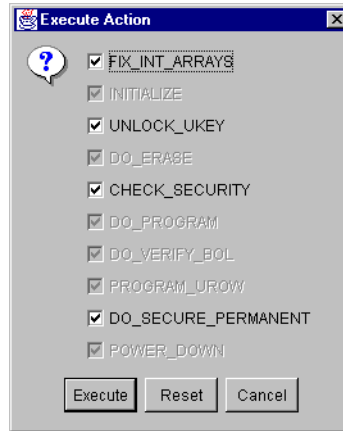 Execute Action
FIX_INT_ARRAYS
INITIALIZE
UNLOCK_UKEY
DO_ERASE
CHECK_SECURITY
DO_PROGRAM
DO_VERIFY_BOL
PROGRAM_UROW
DO_SECURE_PERMANENT
POWER_DOWN
Execute Reset Cancel